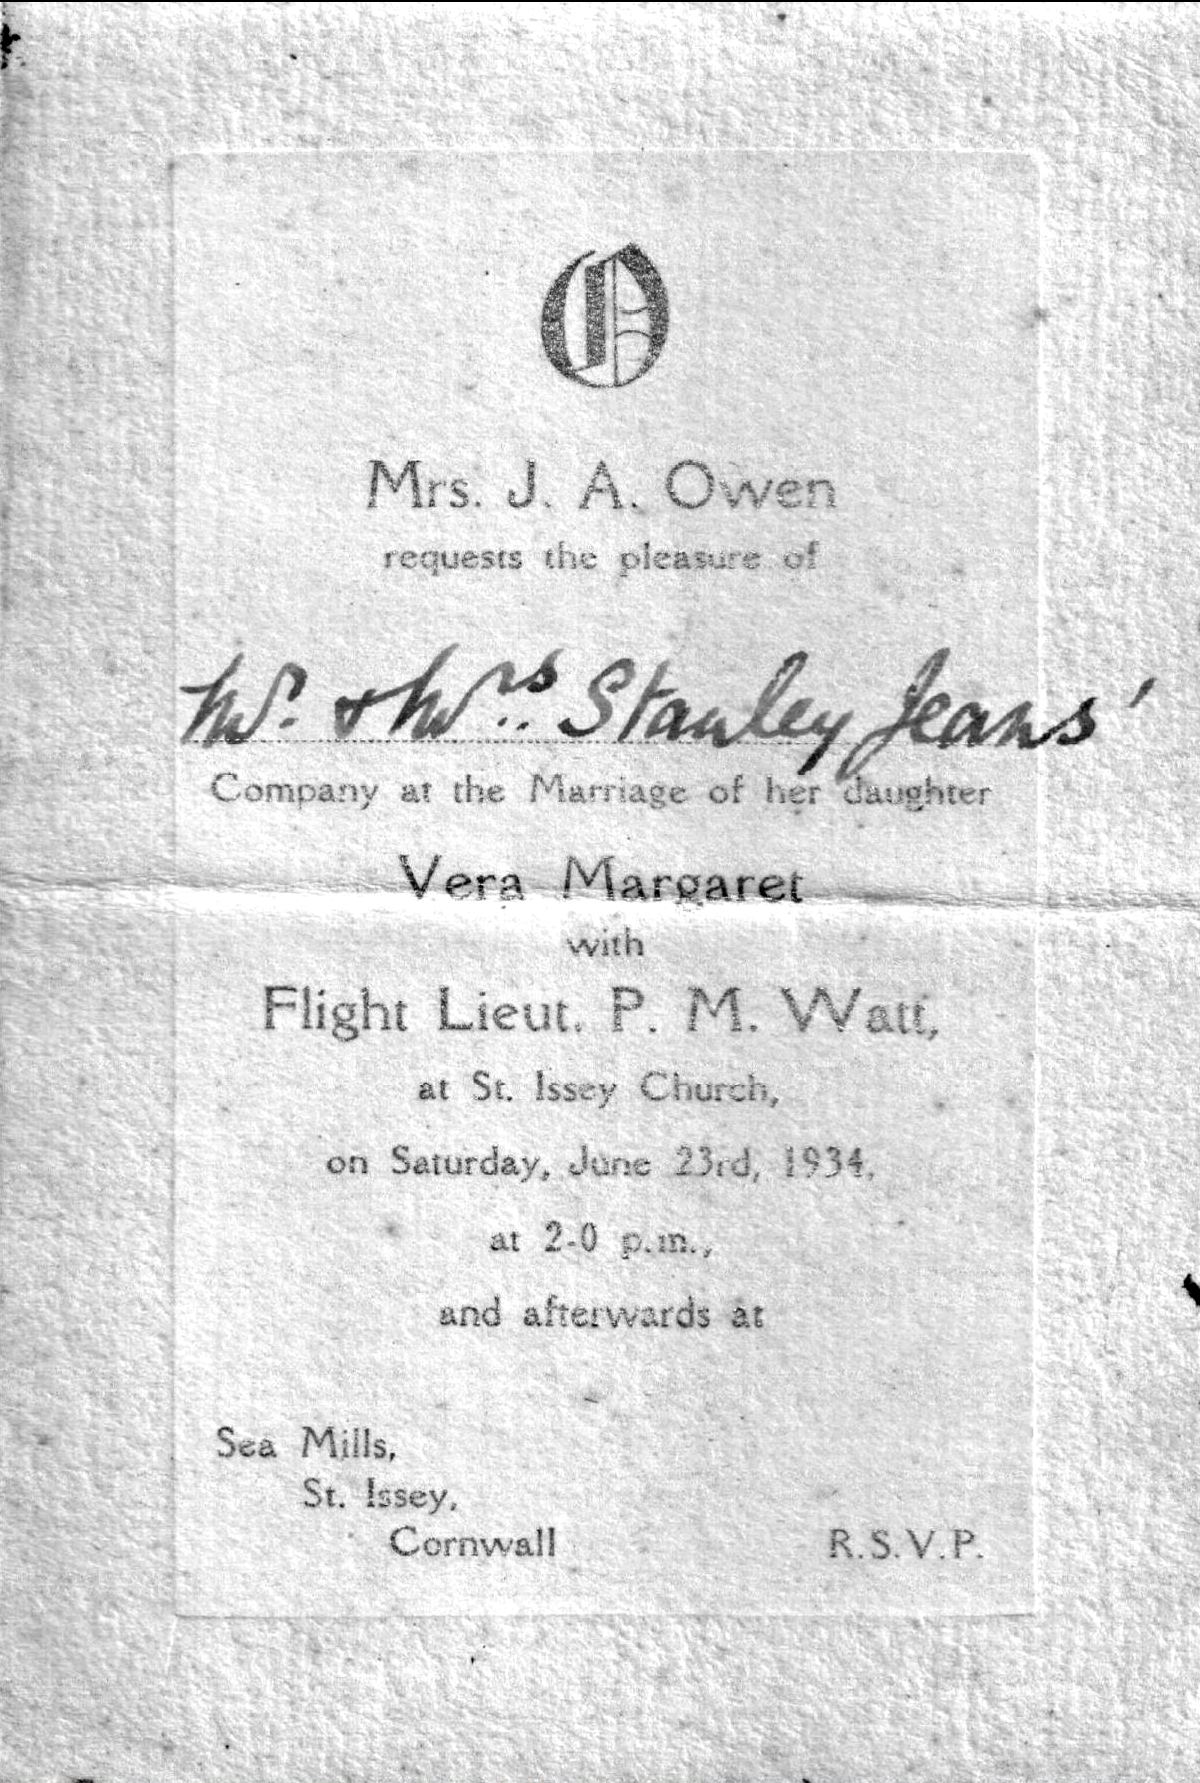 O
Mrs. J. A. Owen
requests the pleasure of
Mr. & Mrs. Stanley Jeans'
Company at the Marriage of her daughter
Vera Margaret
with
Flight Lieut. P. M. Watt,
at St. Issey Church,
on Saturday, June 23rd, 1934,
at 2-0 p.m.,
and afterwards at
Sea Mills,
St. Issey,
Cornwall
R.S.V.P.